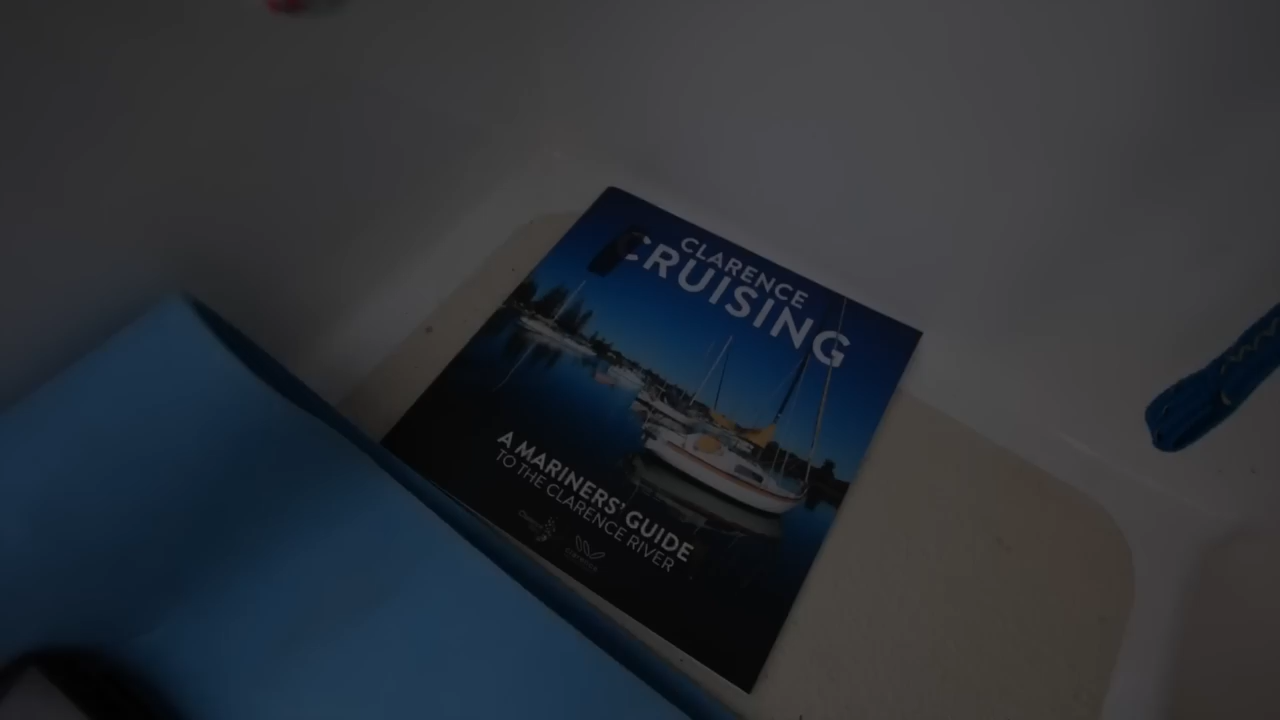 CLARENCE
CRUISING
A MARINERS' GUIDE
TO THE CLARENCE RIVER